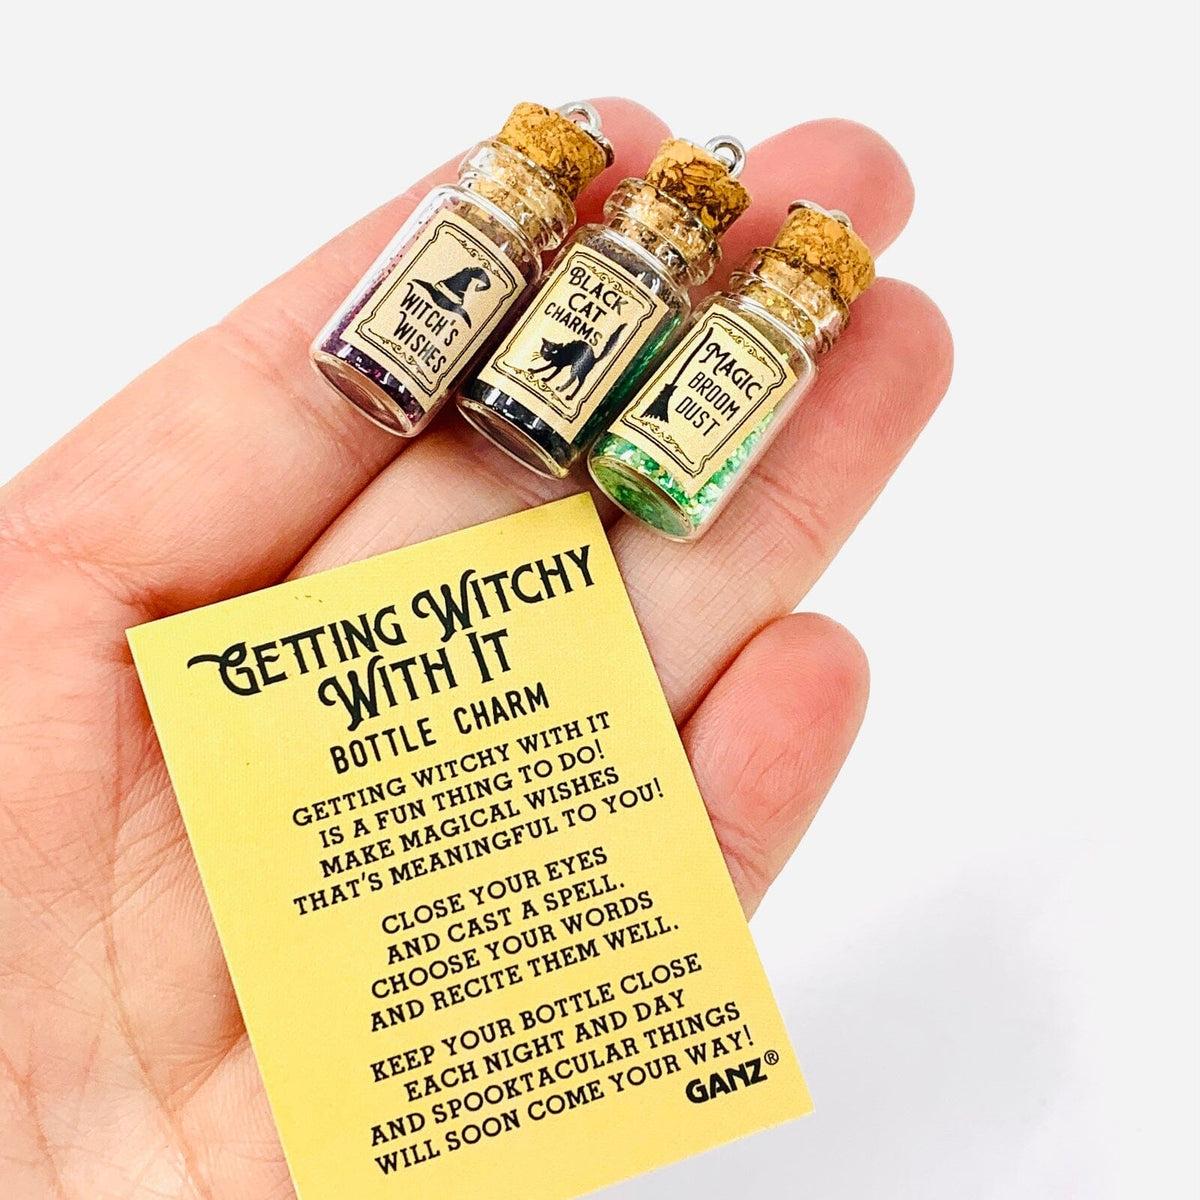 WITCH'S
WISHES
BLACK
CAT
CHARMS
MAGIC
BROOM
DUST
GETTING WITCHY
WITH IT
BOTTLE CHARM
GETTING WITCHY WITH IT
IS A FUN THING TO DO!
MAKE MAGICAL WISHES
THAT'S MEANINGFUL TO YOU!
CLOSE YOUR EYES
AND CAST A SPELL.
CHOOSE YOUR WORDS
AND RECITE THEM WELL.
KEEP YOUR BOTTLE CLOSE
EACH NIGHT AND DAY
AND SPOOKTACULAR THINGS
WILL SOON COME YOUR WAY!
GANZ®